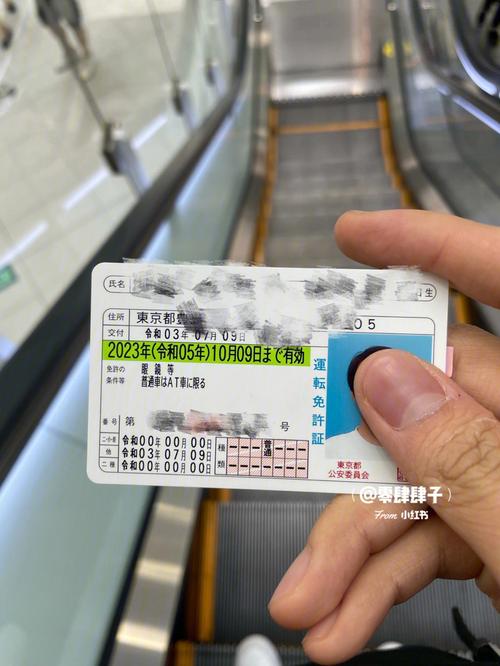 氏名 生
住所 東京都豊 05
交付 令和03年07月09日
2023年(令和05年)10月09日まで有効
免許の
条件等
眼鏡等
普通車はAT車に限る
運転免許証
番号 第 号
二・小・原 令和00年00月00日
他 令和03年07月09日
二種 令和00年00月00日
種類 普通
東京都
公安委員会
@零肆肆子
From 小红书